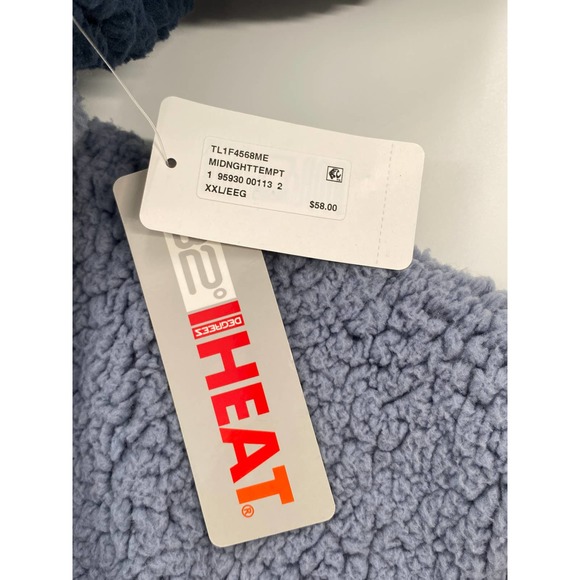 TL1F4568ME
MIDNGHTTEMPT
1 95930 00113 2
XXL/EEG
$58.00
32°
DEGREES
HEAT®